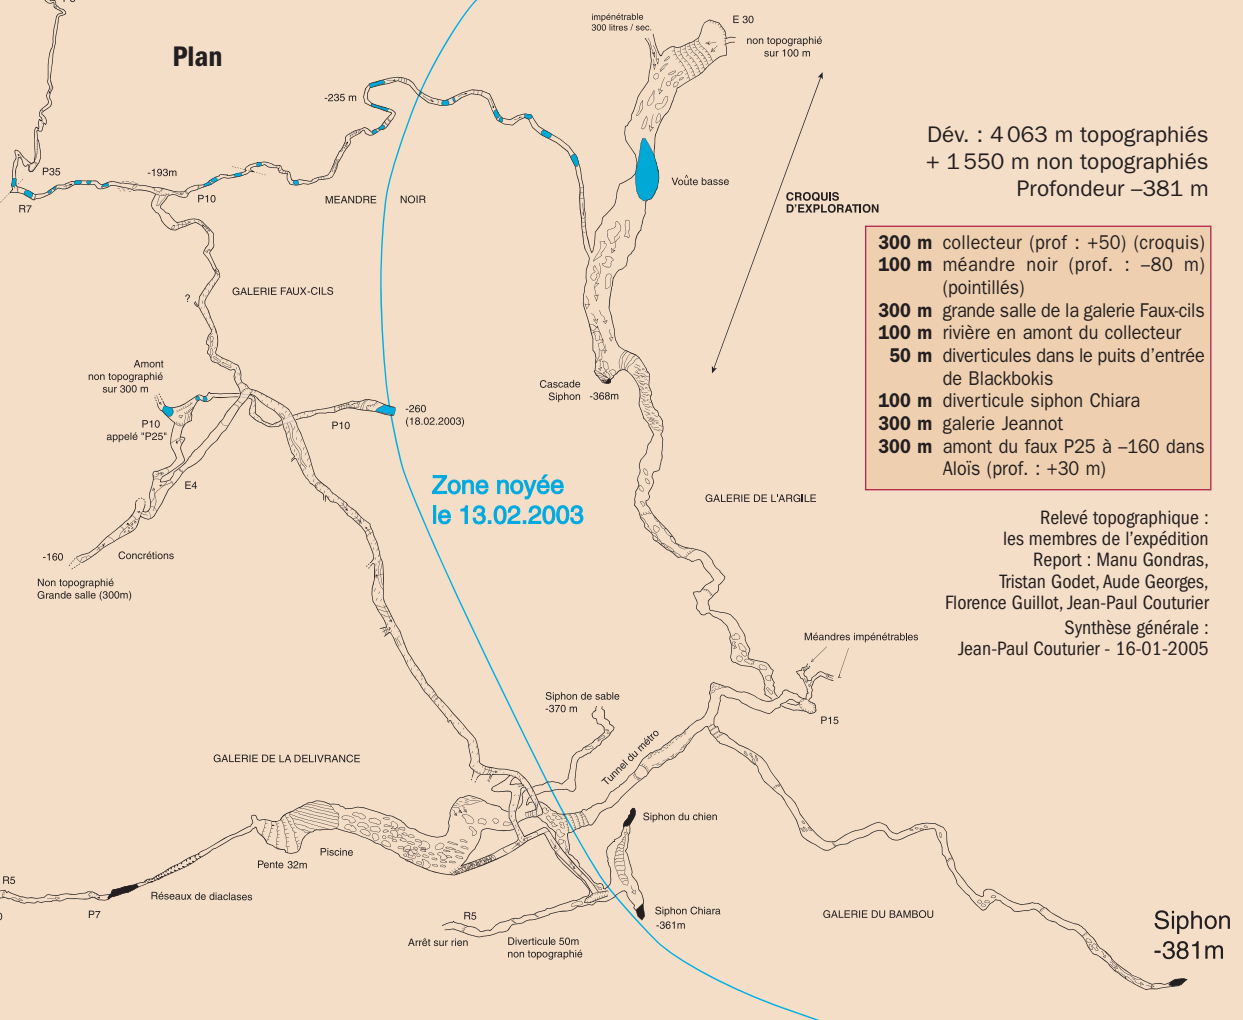 Plan
impénétrable
300 litres / sec.
E 30
non topographié
sur 100 m
-235 m
P35
-193m
R7
P10
MEANDRE NOIR
Voûte basse
CROQUIS
D'EXPLORATION
Dév. : 4 063 m topographiés
+ 1 550 m non topographiés
Profondeur –381 m
300 m collecteur (prof : +50) (croquis)
100 m méandre noir (prof. : –80 m)
(pointillés)
300 m grande salle de la galerie Faux-cils
100 m rivière en amont du collecteur
50 m diverticules dans le puits d'entrée
de Blackbokis
100 m diverticule siphon Chiara
300 m galerie Jeannot
300 m amont du faux P25 à –160 dans
Aloïs (prof. : +30 m)
?
GALERIE FAUX-CILS
Amont
non topographié
sur 300 m
P10
appelé "P25"
P10
-260
(18.02.2003)
Cascade
Siphon
-368m
E4
Zone noyée
le 13.02.2003
GALERIE DE L'ARGILE
-160
Concrétions
Non topographié
Grande salle (300m)
Relevé topographique :
les membres de l'expédition
Report : Manu Gondras,
Tristan Godet, Aude Georges,
Florence Guillot, Jean-Paul Couturier
Synthèse générale :
Jean-Paul Couturier - 16-01-2005
Méandres impénétrables
P15
Siphon de sable
-370 m
Tunnel du métro
GALERIE DE LA DELIVRANCE
Siphon du chien
Piscine
Pente 32m
R5
Réseaux de diaclases
P7
R5
Arrêt sur rien
Diverticule 50m
non topographié
Siphon Chiara
-361m
GALERIE DU BAMBOU
Siphon
-381m